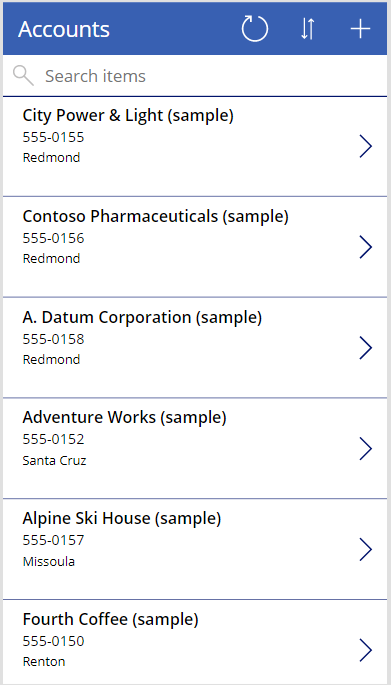 Accounts
Search items
City Power & Light (sample)
555-0155
Redmond
Contoso Pharmaceuticals (sample)
555-0156
Redmond
A. Datum Corporation (sample)
555-0158
Redmond
Adventure Works (sample)
555-0152
Santa Cruz
Alpine Ski House (sample)
555-0157
Missoula
Fourth Coffee (sample)
555-0150
Renton